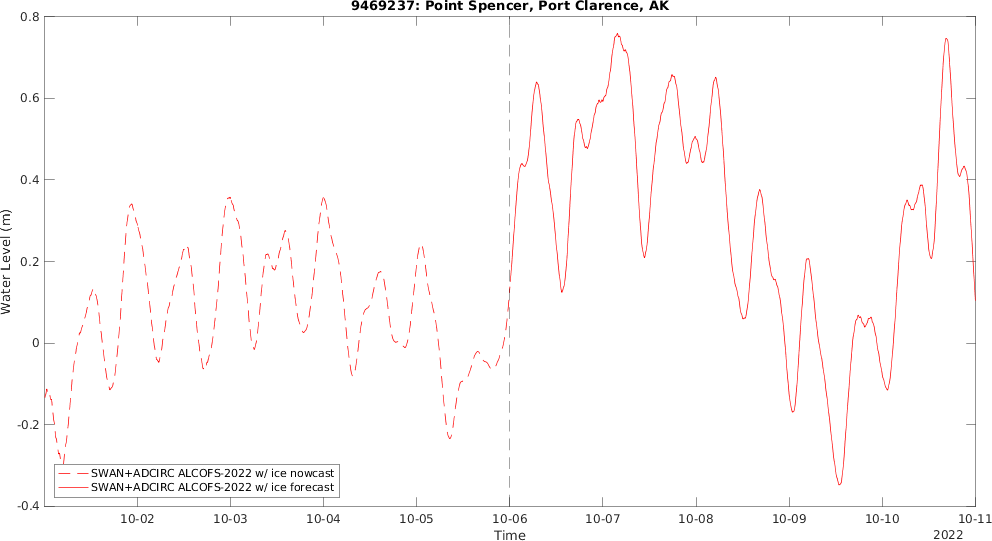 9469237: Point Spencer, Port Clarence, AK
0.8
0.6
0.4
0.2
0
-0.2
-0.4
Water Level (m)
SWAN+ADCIRC ALCOFS-2022 w/ ice nowcast
SWAN+ADCIRC ALCOFS-2022 w/ ice forecast
10-02 10-03 10-04 10-05 10-06 10-07 10-08 10-09 10-10 10-11
Time
2022